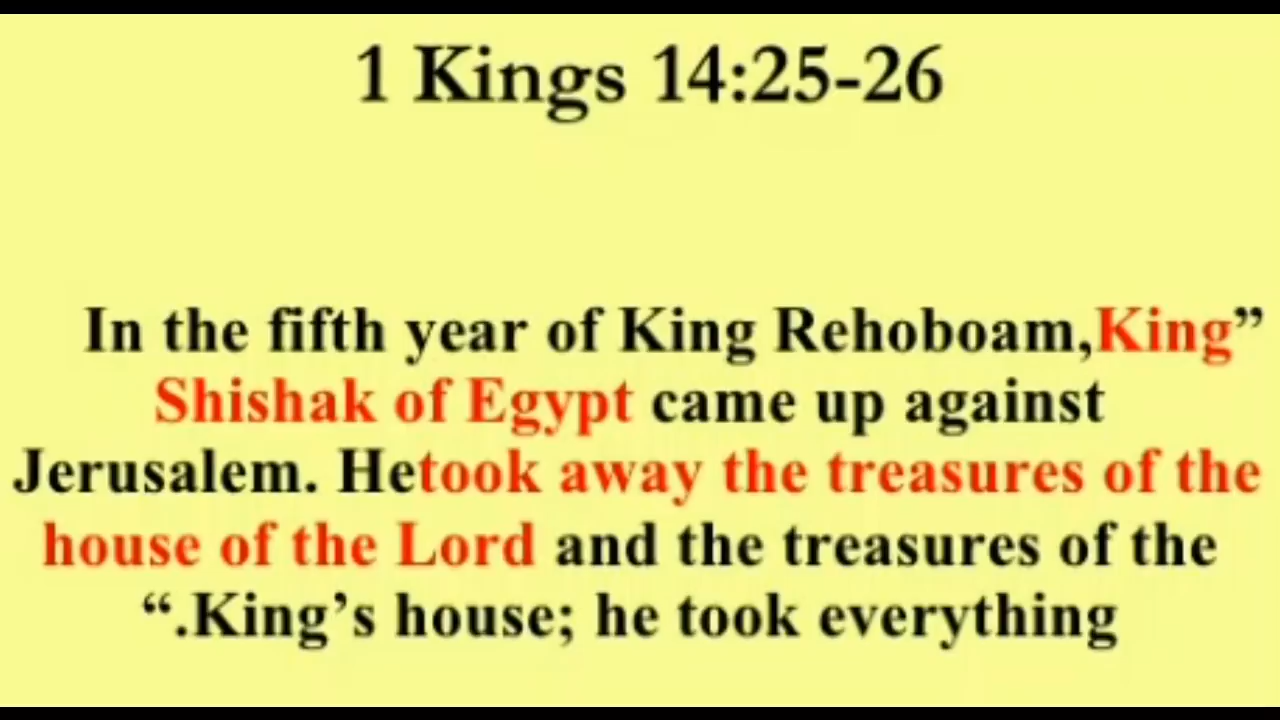 1 Kings 14:25-26
In the fifth year of King Rehoboam,King”
Shishak of Egypt came up against
Jerusalem. Hetook away the treasures of the
house of the Lord and the treasures of the
“.King’s house; he took everything